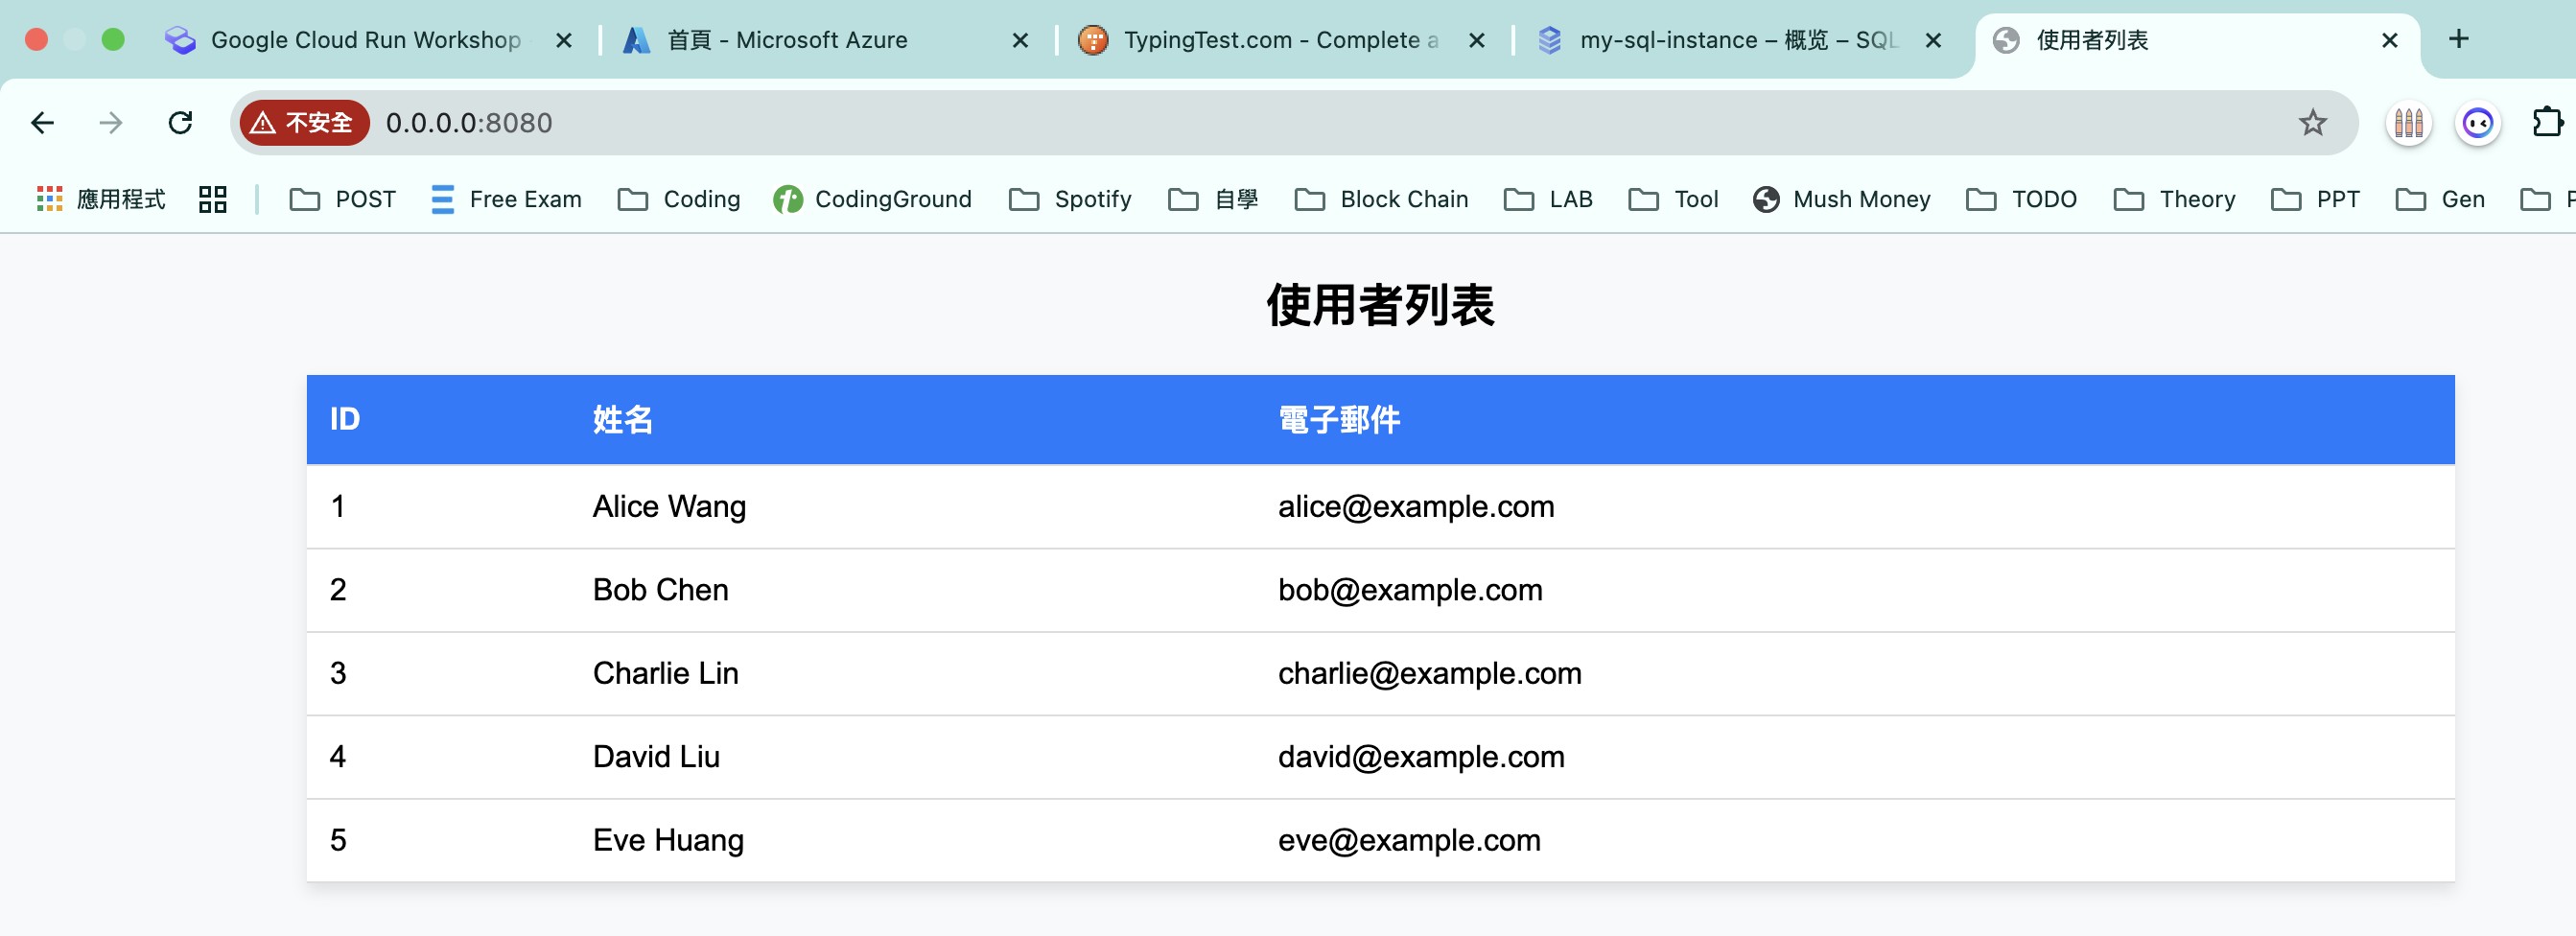 Google Cloud Run Workshop
首頁 - Microsoft Azure
TypingTest.com - Complete a
my-sql-instance – 概览 – SQL
使用者列表
不安全 0.0.0.0:8080
應用程式 POST Free Exam Coding CodingGround Spotify 自學 Block Chain LAB Tool Mush Money TODO Theory PPT Gen
使用者列表
ID 姓名 電子郵件
1 Alice Wang alice@example.com
2 Bob Chen bob@example.com
3 Charlie Lin charlie@example.com
4 David Liu david@example.com
5 Eve Huang eve@example.com